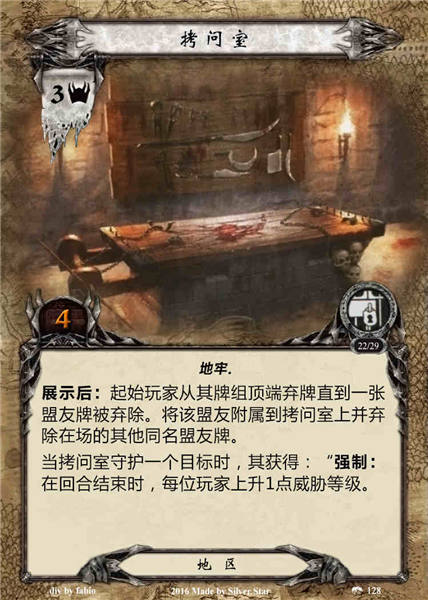 拷问室
3
4
22/29
地牢.
展示后：起始玩家从其牌组顶端弃牌直到一张
盟友牌被弃除。将该盟友附属到拷问室上并弃
除在场的其他同名盟友牌。
当拷问室守护一个目标时，其获得：“强制：
在回合结束时，每位玩家上升1点威胁等级。
地区
diy by fabio
2016 Made by Silver Star
128